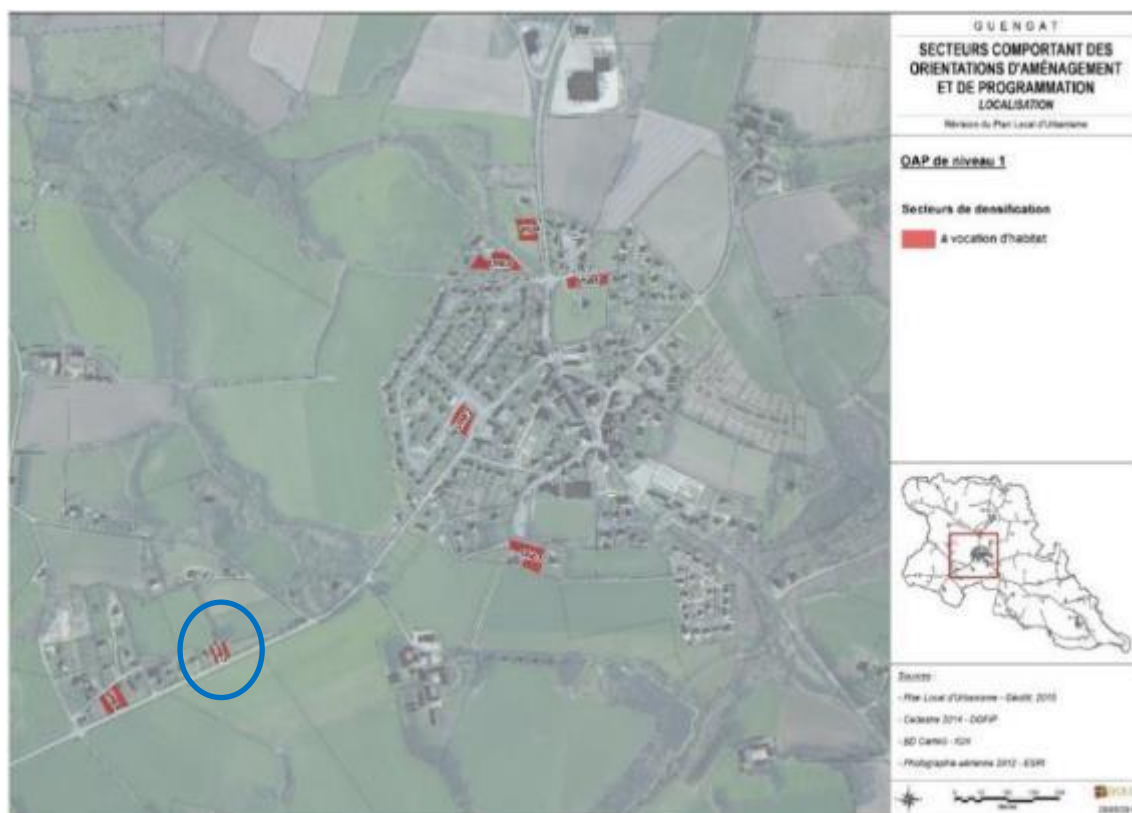 GUENGAT
SECTEURS COMPORTANT DES
ORIENTATIONS D'AMÉNAGEMENT
ET DE PROGRAMMATION
LOCALISATION
Révision du Plan Local d'Urbanisme
OAP de niveau 1
Secteurs de densification
à vocation d'habitat
Sources
- Plan Local d'Urbanisme - Géolitt, 2015
- Cadastre 2014 - DGFIP
- BD Carto - IGN
- Photographie aérienne 2012 - ESRI